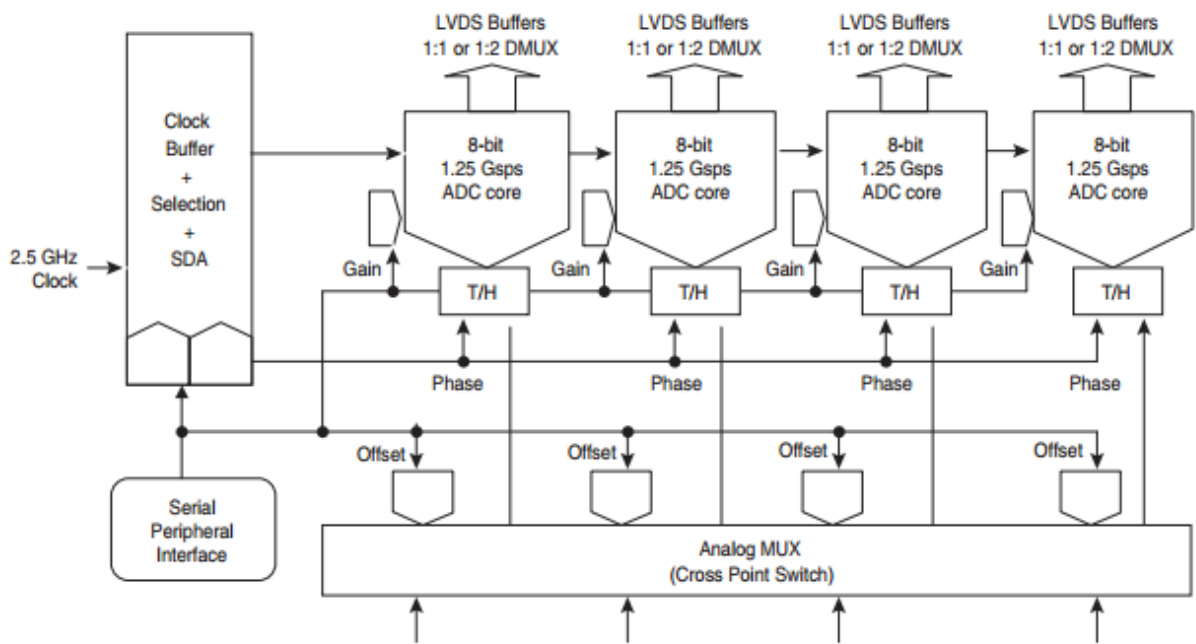 LVDS Buffers
1:1 or 1:2 DMUX
LVDS Buffers
1:1 or 1:2 DMUX
LVDS Buffers
1:1 or 1:2 DMUX
LVDS Buffers
1:1 or 1:2 DMUX
Clock
Buffer
+
Selection
+
SDA
8-bit
1.25 Gsps
ADC core
8-bit
1.25 Gsps
ADC core
8-bit
1.25 Gsps
ADC core
8-bit
1.25 Gsps
ADC core
2.5 GHz
Clock
Gain
Gain
Gain
Gain
T/H
T/H
T/H
T/H
Phase
Phase
Phase
Phase
Offset
Offset
Offset
Offset
Serial
Peripheral
Interface
Analog MUX
(Cross Point Switch)